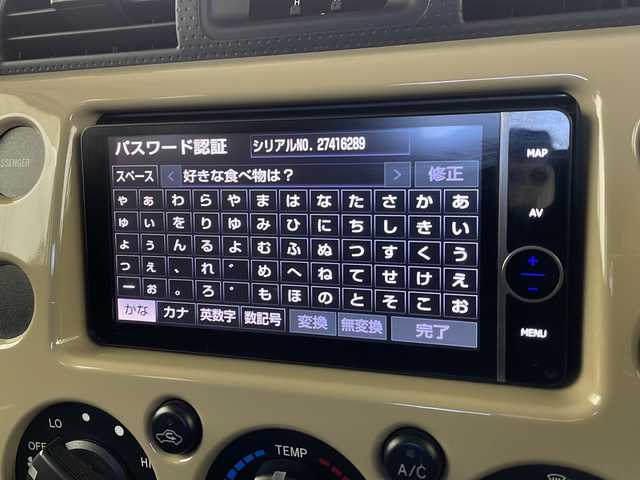 パスワード認証 シリアルNO. 27416289
スペース < 好きな食べ物は? > 修正
ゃ ぁ わ ら や ま は な た さ か あ
ゅ ぃ を り ゆ み ひ に ち し き い
ょ ぅ ん る よ む ふ ぬ つ す く う
っ ぇ 、 れ ゛ め へ ね て せ け え
ー ぉ 。 ろ ゜ も ほ の と そ こ お
かな カナ 英数字 数記号 変換 無変換 完了
MAP
AV
+
−
MENU
SSENGER
LO
OFF
HI
TEMP
A/C